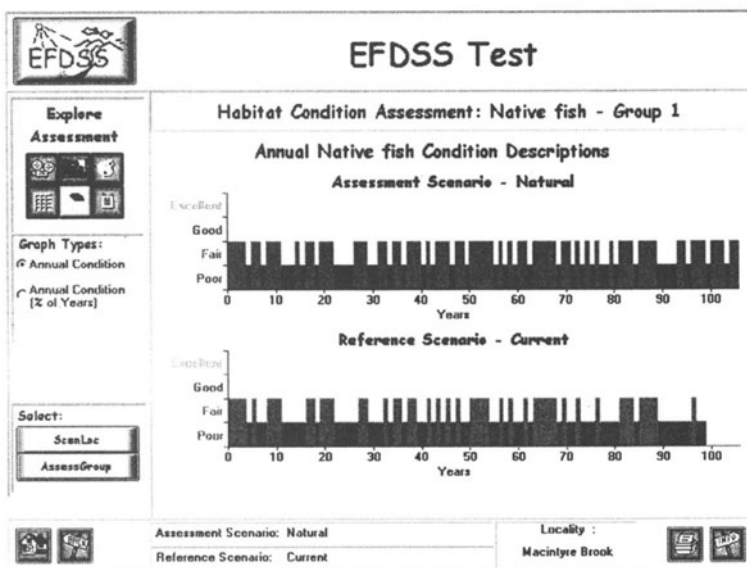 EFDSS
EFDSS Test
Explore
Assessment
Habitat Condition Assessment: Native fish - Group 1
Annual Native fish Condition Descriptions
Assessment Scenario - Natural
Excellent
Good
Fair
Poor
0 10 20 30 40 50 60 70 80 90 100
Years
Graph Types:
Annual Condition
Annual Condition
(% of Years)
Reference Scenario - Current
Excellent
Good
Fair
Poor
0 10 20 30 40 50 60 70 80 90 100
Years
Select:
ScenLoc
AssessGroup
Assessment Scenario: Natural
Reference Scenario: Current
Locality :
Macintyre Brook
INFO